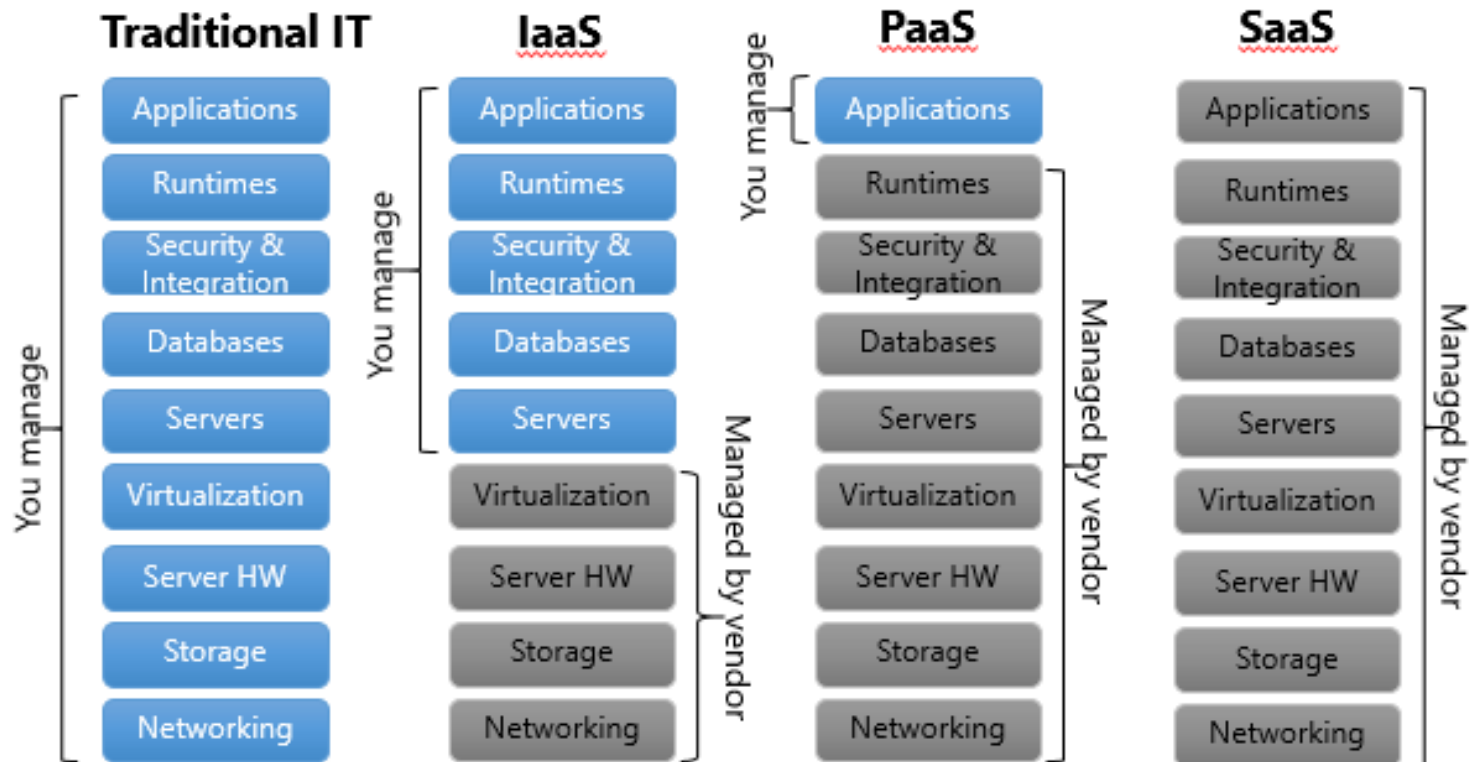 Traditional IT
IaaS
PaaS
SaaS
You manage
Applications
Runtimes
Security &
Integration
Databases
Servers
Virtualization
Server HW
Storage
Networking
You manage
Applications
Runtimes
Security &
Integration
Databases
Servers
Virtualization
Server HW
Storage
Networking
Managed by vendor
You manage
Applications
Runtimes
Security &
Integration
Databases
Servers
Virtualization
Server HW
Storage
Networking
Managed by vendor
Applications
Runtimes
Security &
Integration
Databases
Servers
Virtualization
Server HW
Storage
Networking
Managed by vendor